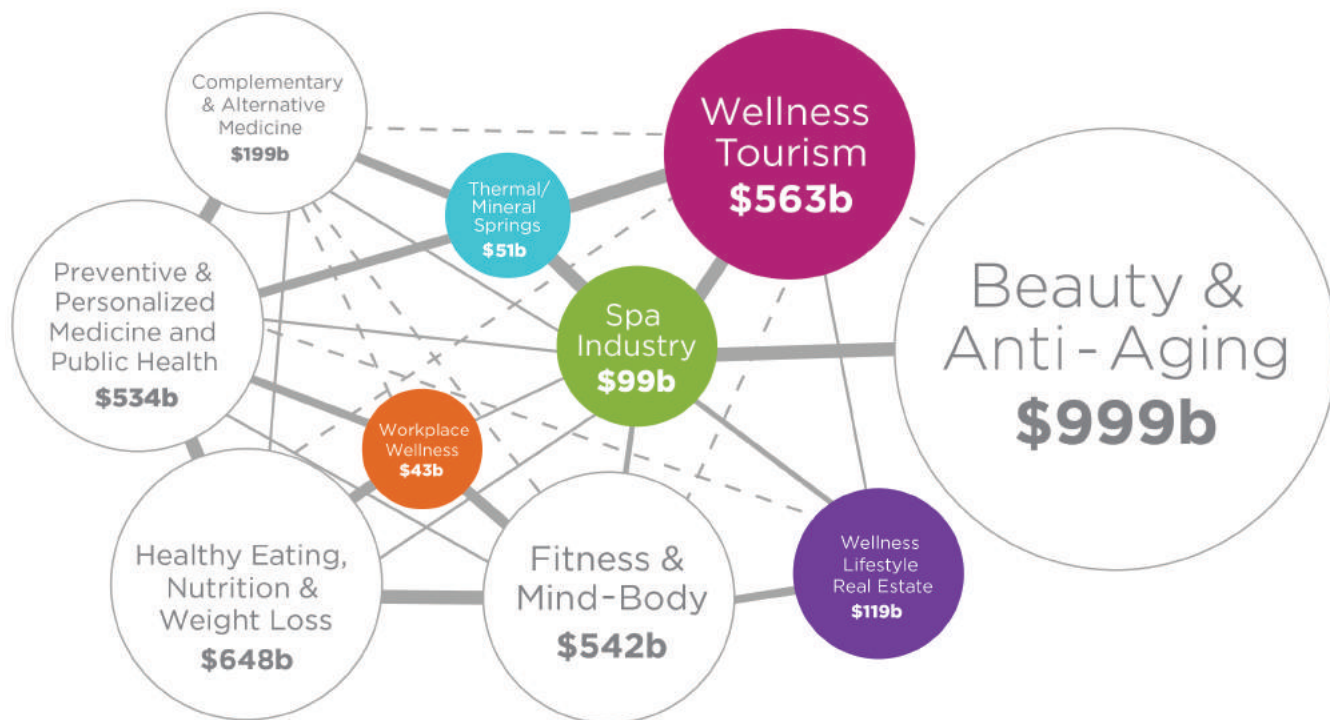 Complementary
& Alternative
Medicine
$199b
Wellness
Tourism
$563b
Thermal/
Mineral
Springs
$51b
Beauty &
Anti-Aging
$999b
Preventive &
Personalized
Medicine and
Public Health
$534b
Spa
Industry
$99b
Workplace
Wellness
$43b
Healthy Eating,
Nutrition &
Weight Loss
$648b
Fitness &
Mind-Body
$542b
Wellness
Lifestyle
Real Estate
$119b